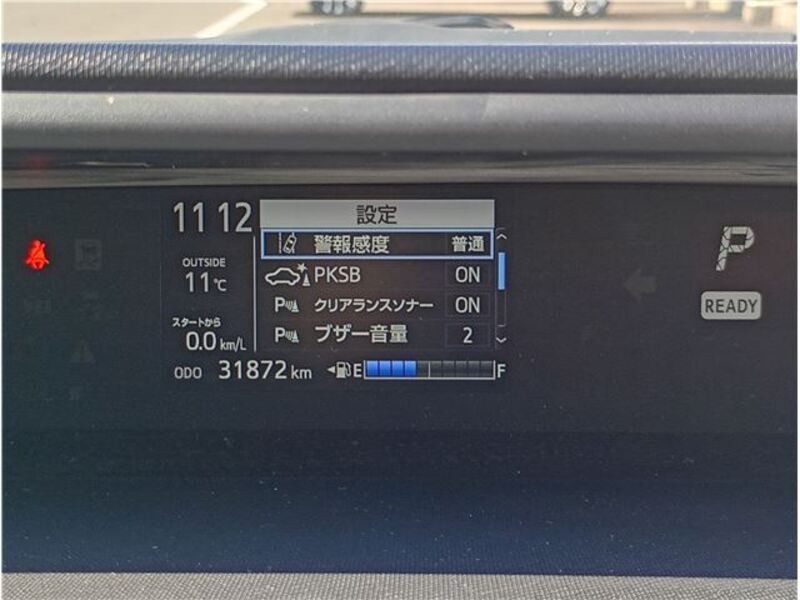 11 12
設定
警報感度 普通
OUTSIDE
11℃
PKSB ON
P クリアランスソナー ON
スタートから
0.0 km/L
P ブザー音量 2
ODO 31872 km
E F
P
READY